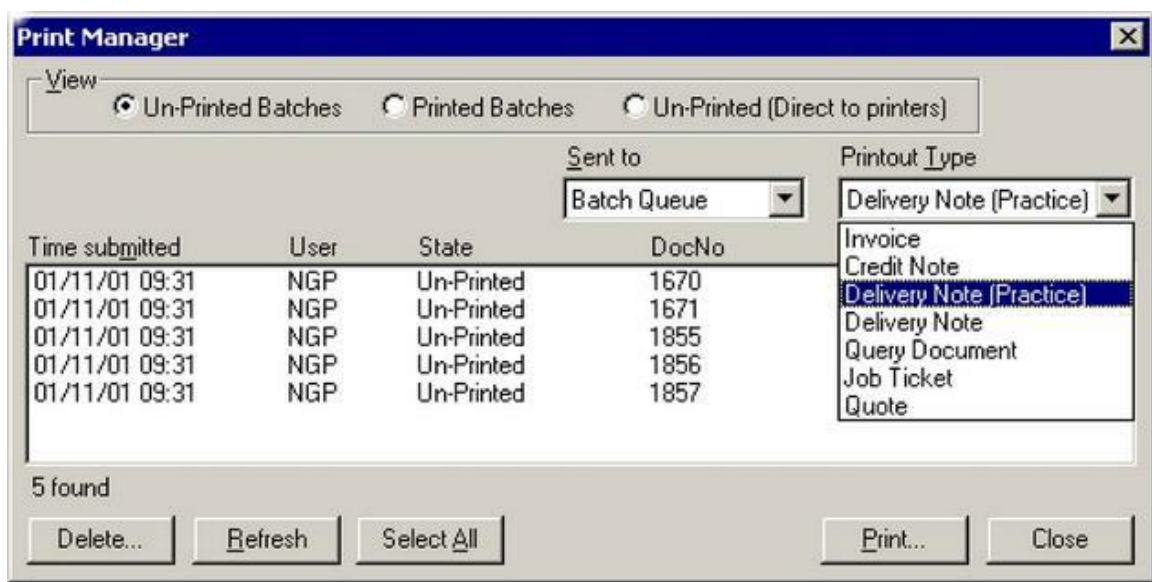 Print Manager
View
Un-Printed Batches Printed Batches Un-Printed (Direct to printers)
Sent to Printout Type
Batch Queue Delivery Note (Practice)
Time submitted User State DocNo
01/11/01 09:31 NGP Un-Printed 1670
01/11/01 09:31 NGP Un-Printed 1671
01/11/01 09:31 NGP Un-Printed 1855
01/11/01 09:31 NGP Un-Printed 1856
01/11/01 09:31 NGP Un-Printed 1857
Invoice
Credit Note
Delivery Note (Practice)
Delivery Note
Query Document
Job Ticket
Quote
5 found
Delete... Refresh Select All Print... Close